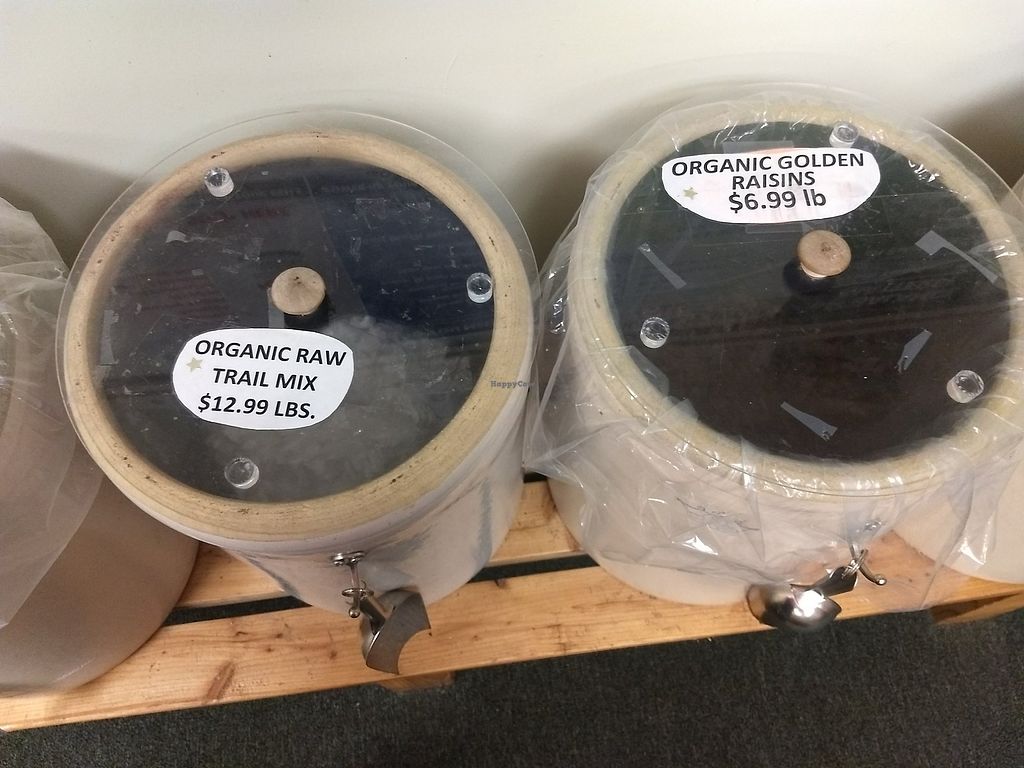 ORGANIC RAW
TRAIL MIX
$12.99 LBS.
ORGANIC GOLDEN
RAISINS
$6.99 lb